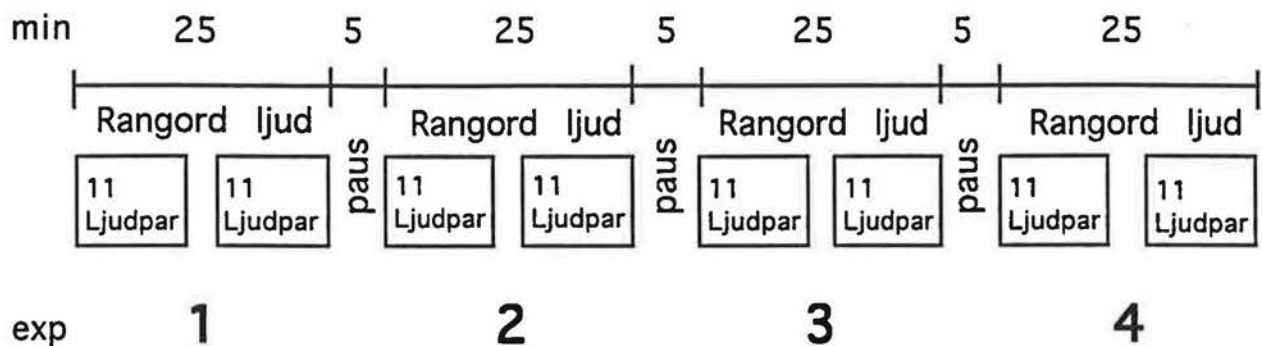 min 25 5 25 5 25 5 25
Rangord ljud paus Rangord ljud paus Rangord ljud paus Rangord ljud
11 11 11 11 11 11 11 11
Ljudpar Ljudpar Ljudpar Ljudpar Ljudpar Ljudpar Ljudpar Ljudpar
exp 1 2 3 4